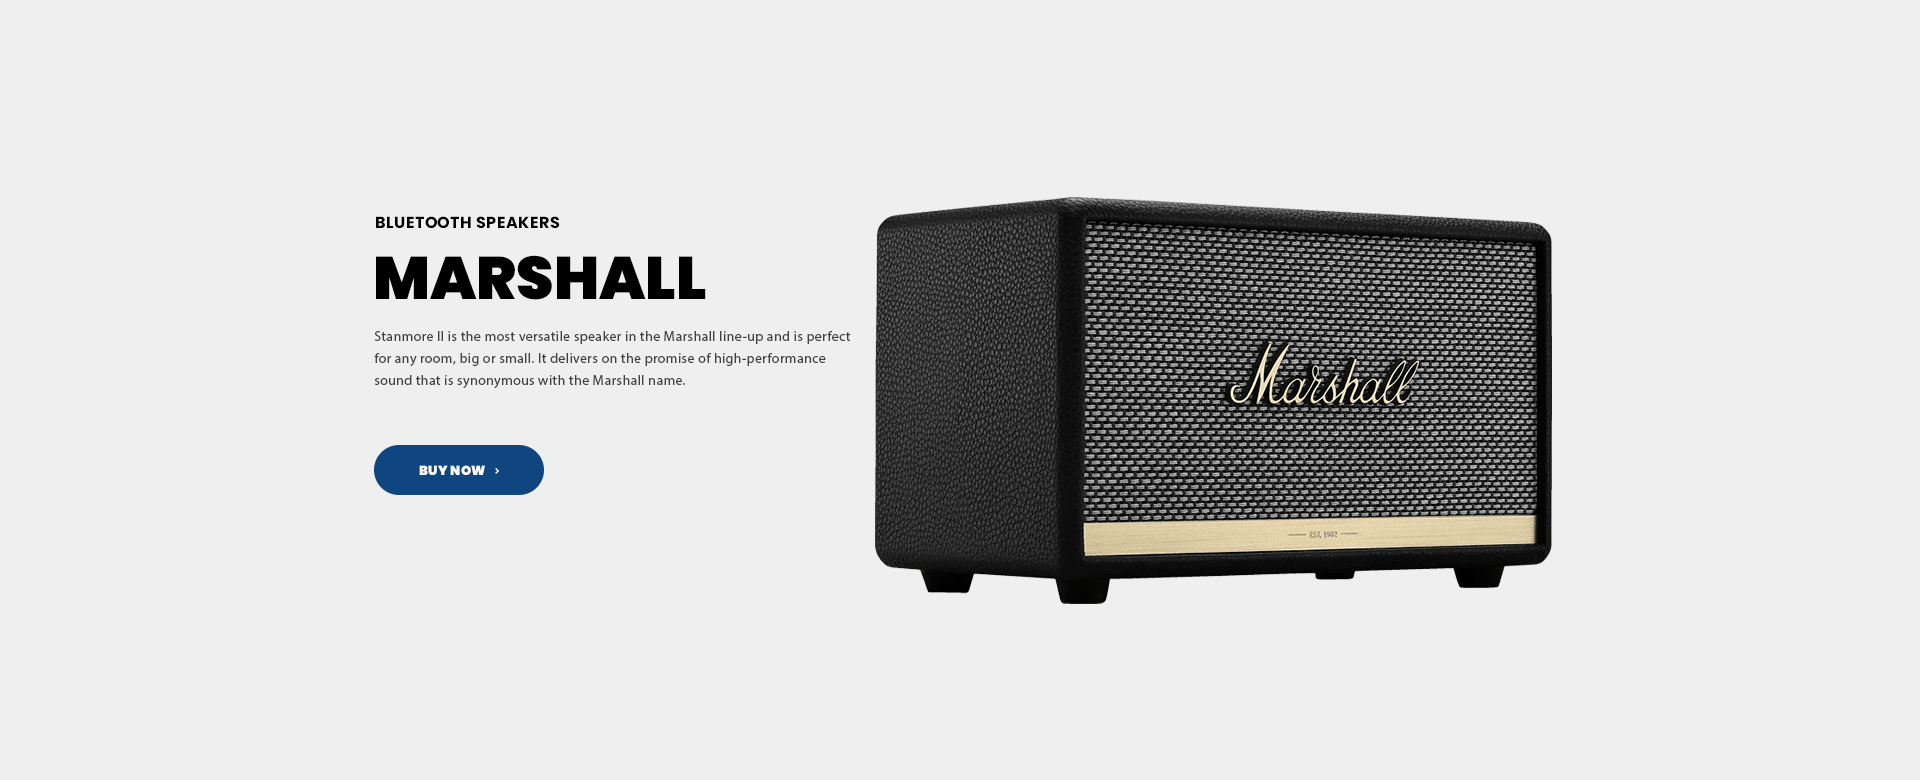 BLUETOOTH SPEAKERS
MARSHALL
Stanmore II is the most versatile speaker in the Marshall line-up and is perfect
for any room, big or small. It delivers on the promise of high-performance
sound that is synonymous with the Marshall name.
BUY NOW ›
Marshall
EST. 1962